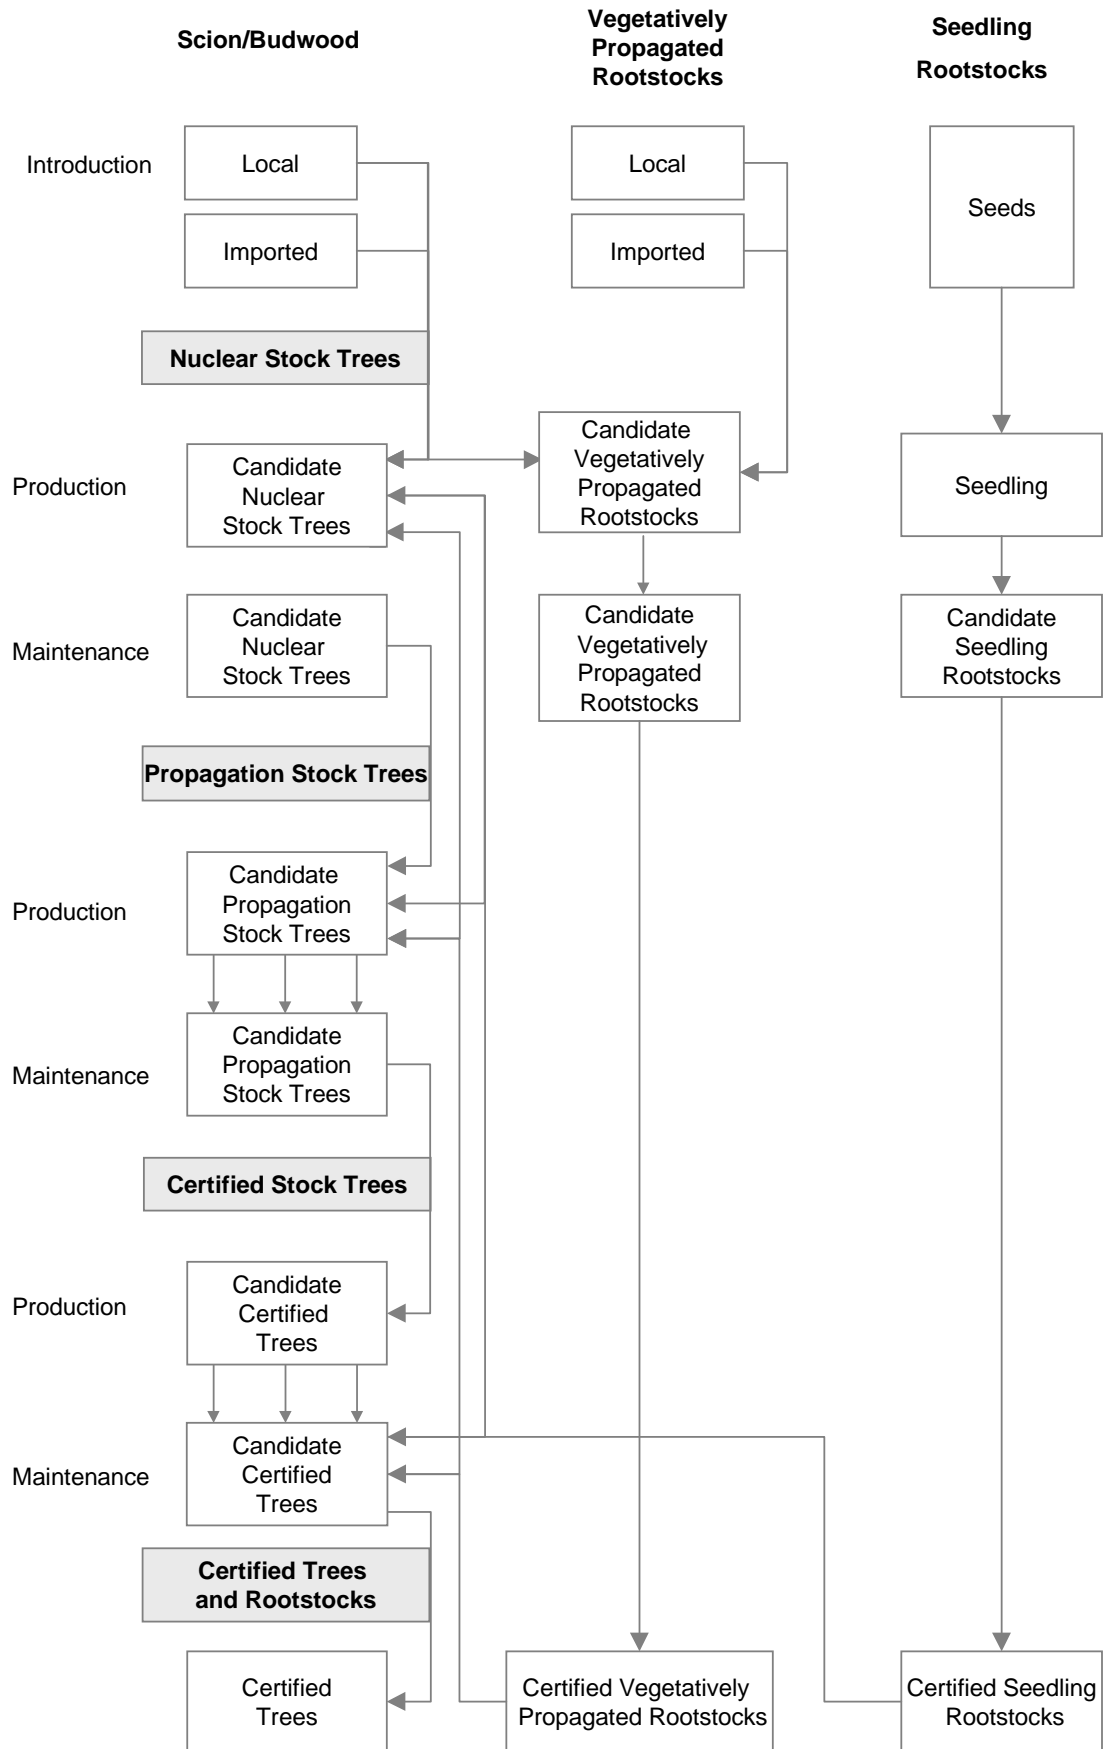 Scion/Budwood
Vegetatively
Propagated
Rootstocks
Seedling
Rootstocks
Introduction
Local
Local
Seeds
Imported
Imported
Nuclear Stock Trees
Production
Candidate
Nuclear
Stock Trees
Candidate
Vegetatively
Propagated
Rootstocks
Seedling
Maintenance
Candidate
Nuclear
Stock Trees
Candidate
Vegetatively
Propagated
Rootstocks
Candidate
Seedling
Rootstocks
Propagation Stock Trees
Production
Candidate
Propagation
Stock Trees
Maintenance
Candidate
Propagation
Stock Trees
Certified Stock Trees
Production
Candidate
Certified
Trees
Maintenance
Candidate
Certified
Trees
Certified Trees
and Rootstocks
Certified
Trees
Certified Vegetatively
Propagated Rootstocks
Certified Seedling
Rootstocks